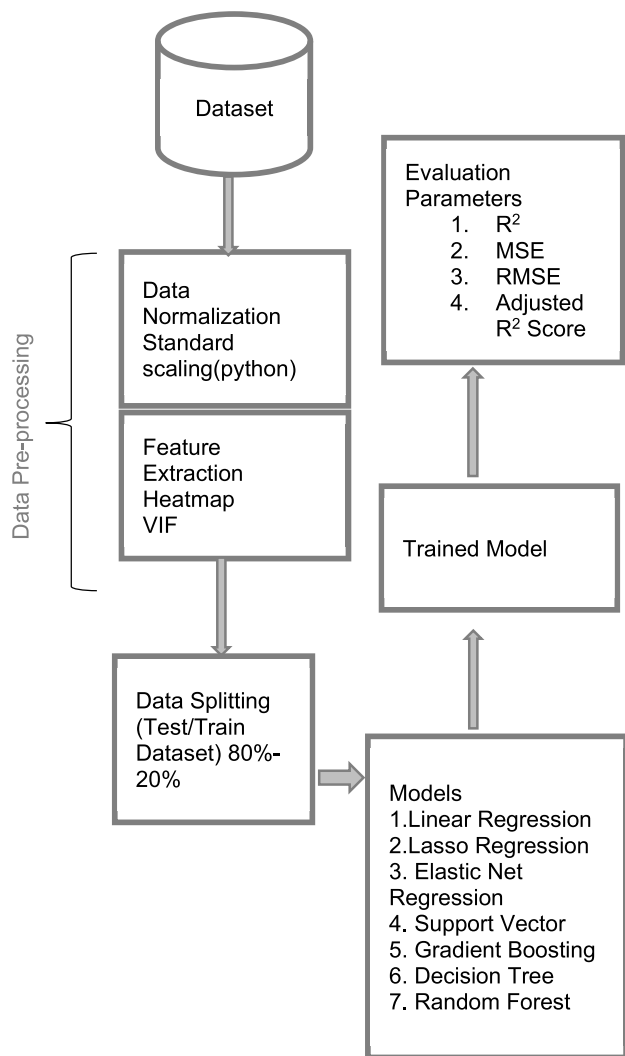 Dataset
Data Pre-processing
Data
Normalization
Standard
scaling(python)
Feature
Extraction
Heatmap
VIF
Data Splitting
(Test/Train
Dataset) 80%-
20%
Models
1.Linear Regression
2.Lasso Regression
3. Elastic Net
Regression
4. Support Vector
5. Gradient Boosting
6. Decision Tree
7. Random Forest
Trained Model
Evaluation
Parameters
1. R²
2. MSE
3. RMSE
4. Adjusted
R² Score